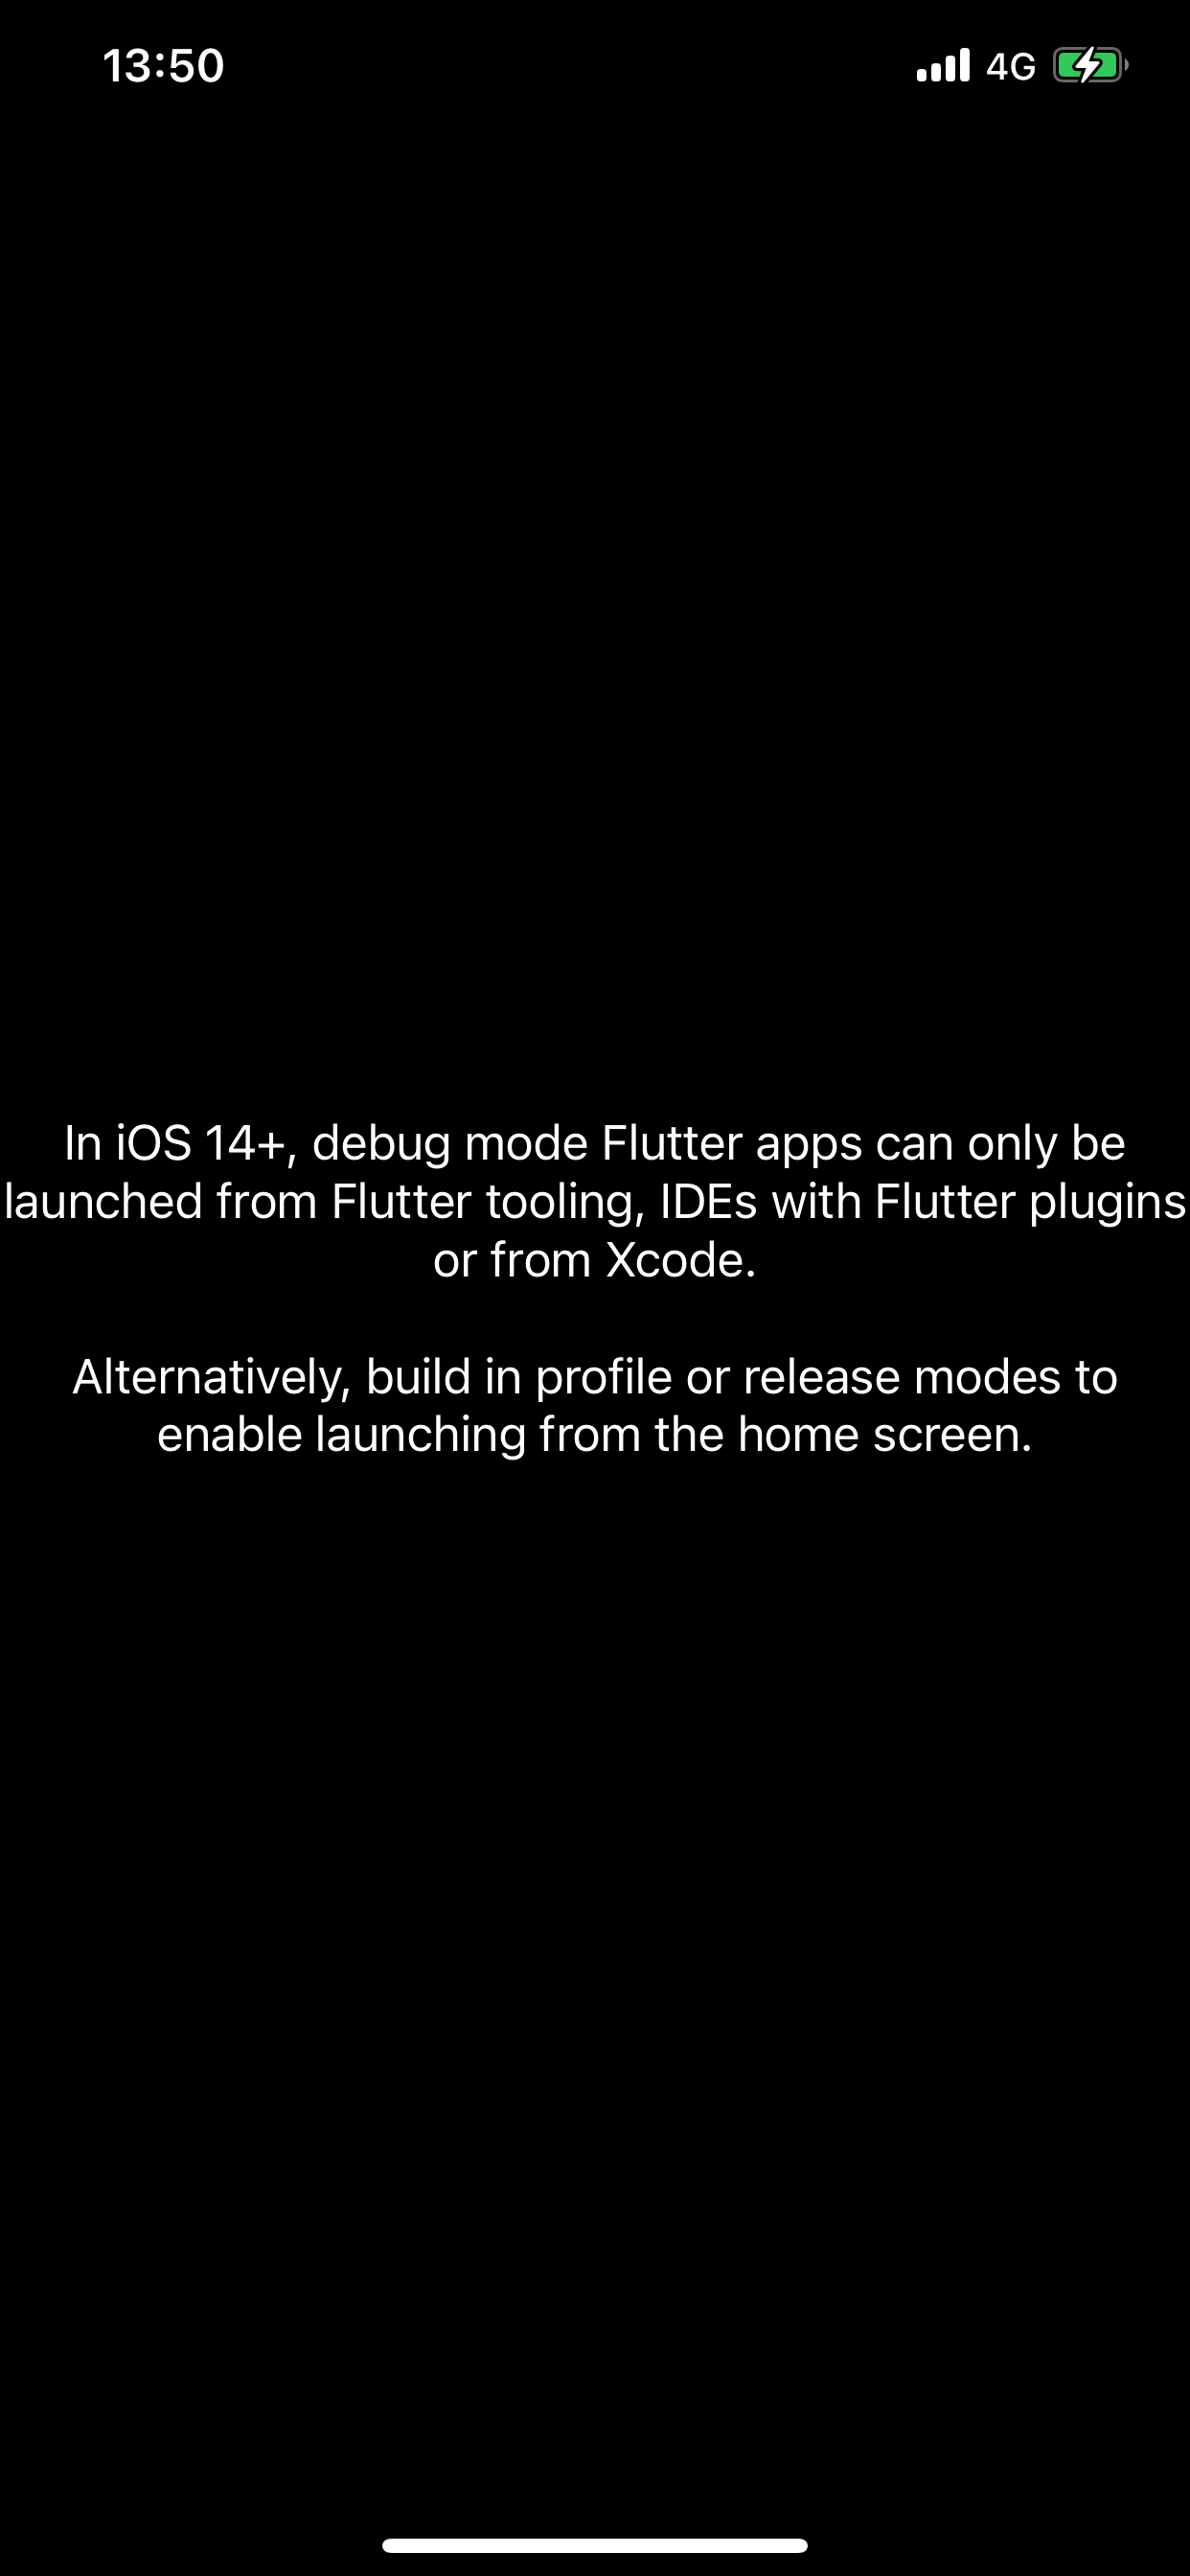 13:50
4G
In iOS 14+, debug mode Flutter apps can only be
launched from Flutter tooling, IDEs with Flutter plugins
or from Xcode.
Alternatively, build in profile or release modes to
enable launching from the home screen.